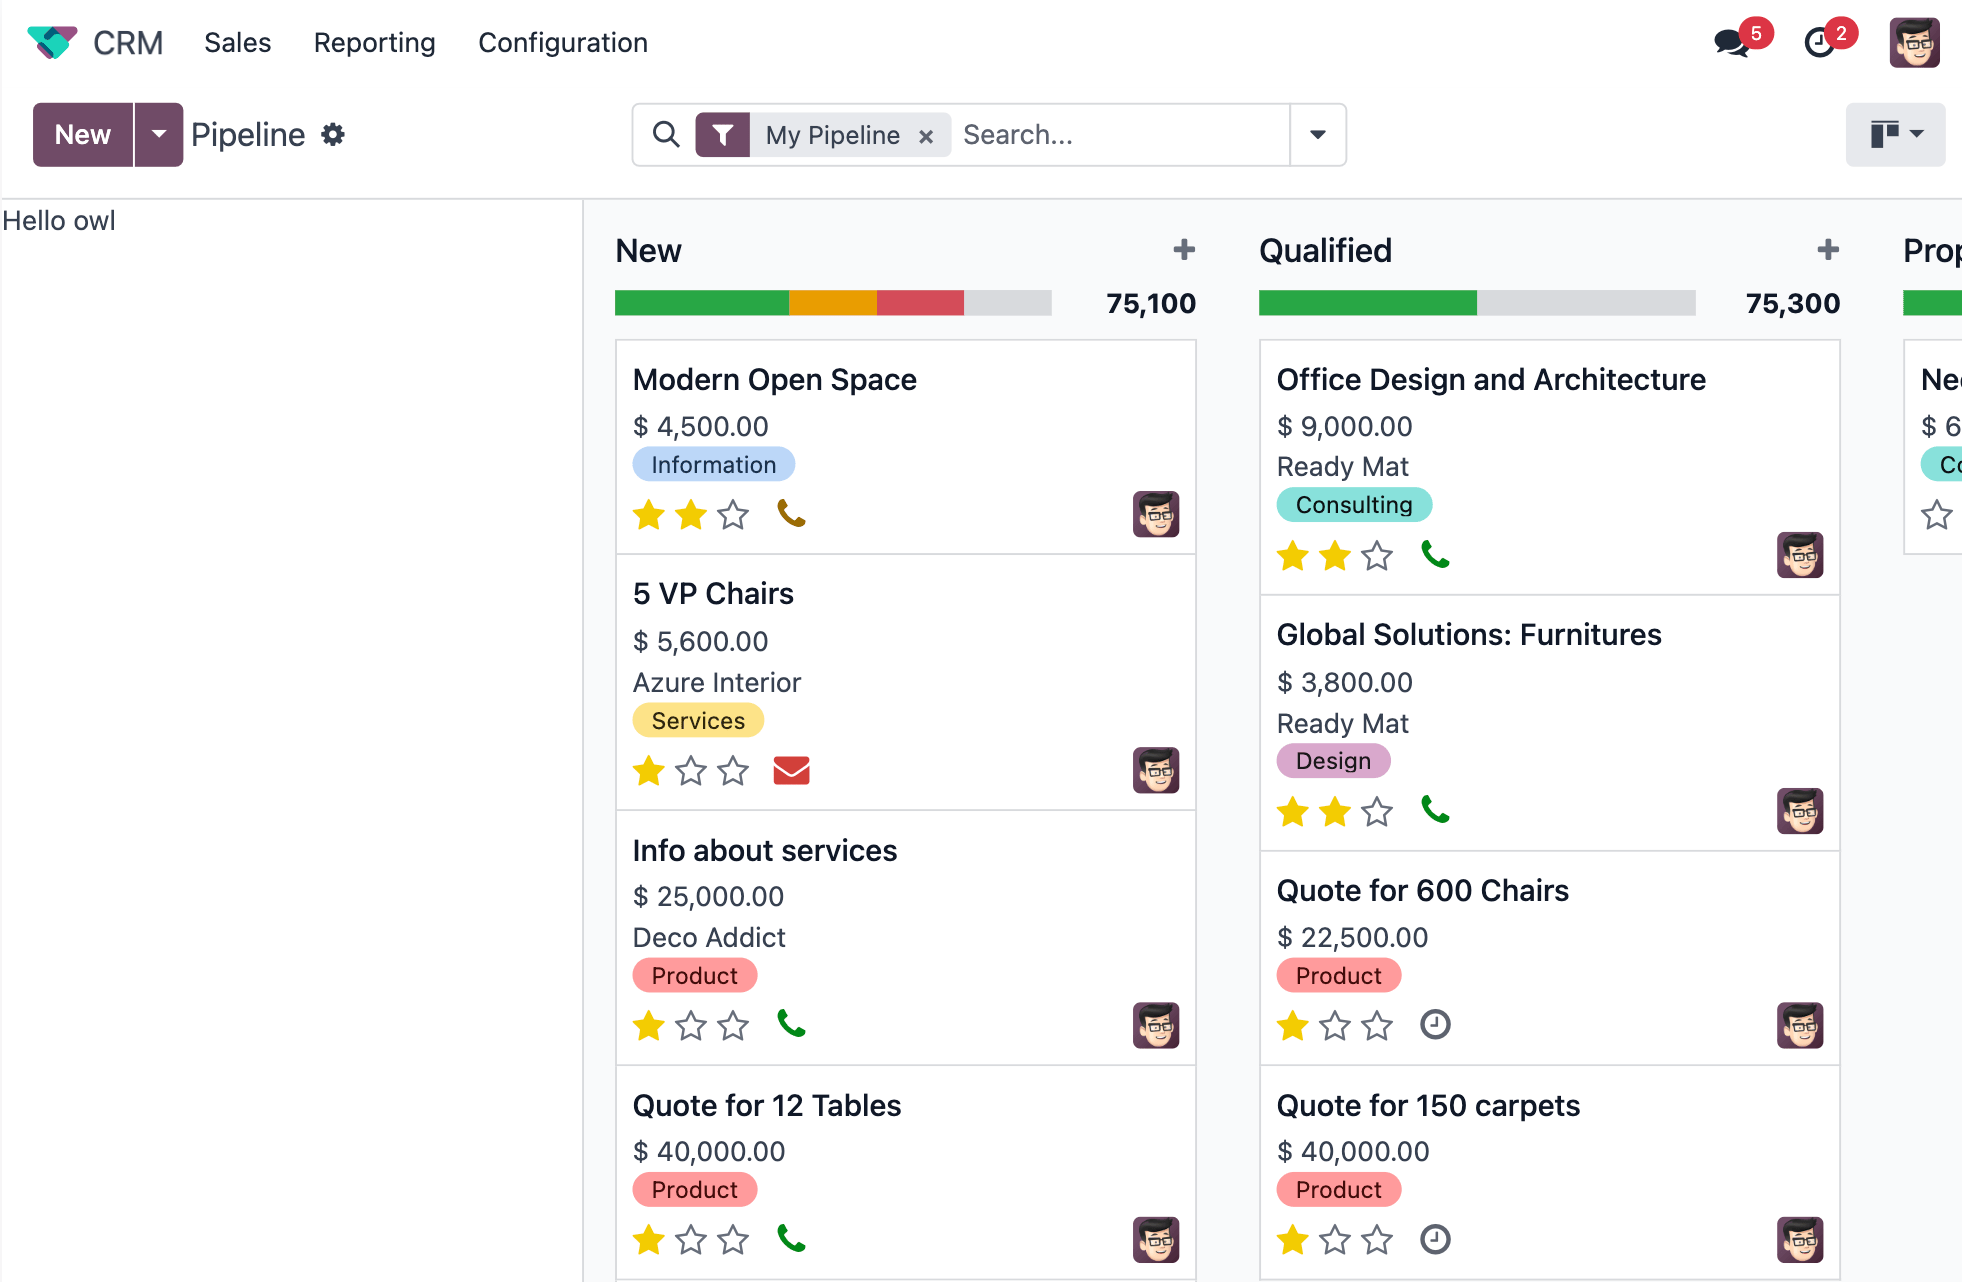 CRM Sales Reporting Configuration 5 2
New Pipeline My Pipeline × Search...
Hello owl
New +
75,100
Modern Open Space
$ 4,500.00
Information
5 VP Chairs
$ 5,600.00
Azure Interior
Services
Info about services
$ 25,000.00
Deco Addict
Product
Quote for 12 Tables
$ 40,000.00
Product
Qualified +
75,300
Office Design and Architecture
$ 9,000.00
Ready Mat
Consulting
Global Solutions: Furnitures
$ 3,800.00
Ready Mat
Design
Quote for 600 Chairs
$ 22,500.00
Product
Quote for 150 carpets
$ 40,000.00
Product